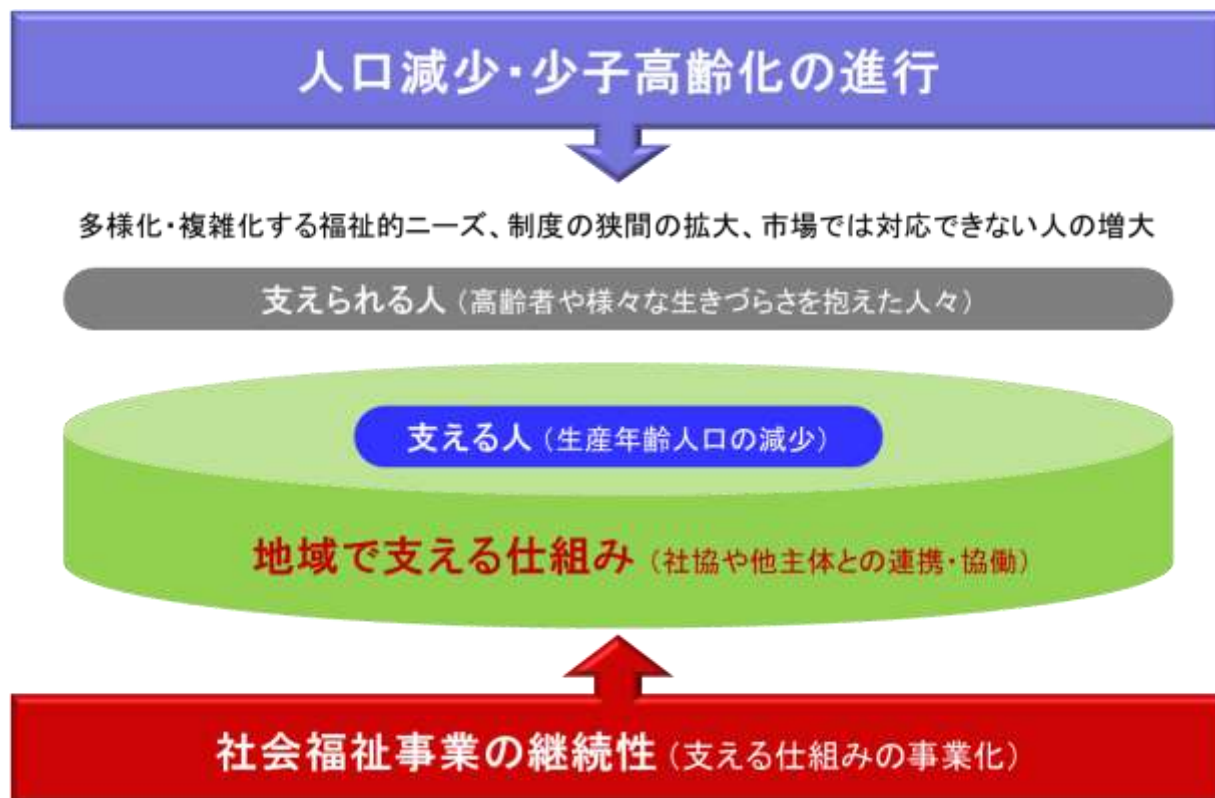 人口減少・少子高齢化の進行
多様化・複雑化する福祉的ニーズ、制度の狭間の拡大、市場では対応できない人の増大
支えられる人（高齢者や様々な生きづらさを抱えた人々）
支える人（生産年齢人口の減少）
地域で支える仕組み（社協や他主体との連携・協働）
社会福祉事業の継続性（支える仕組みの事業化）